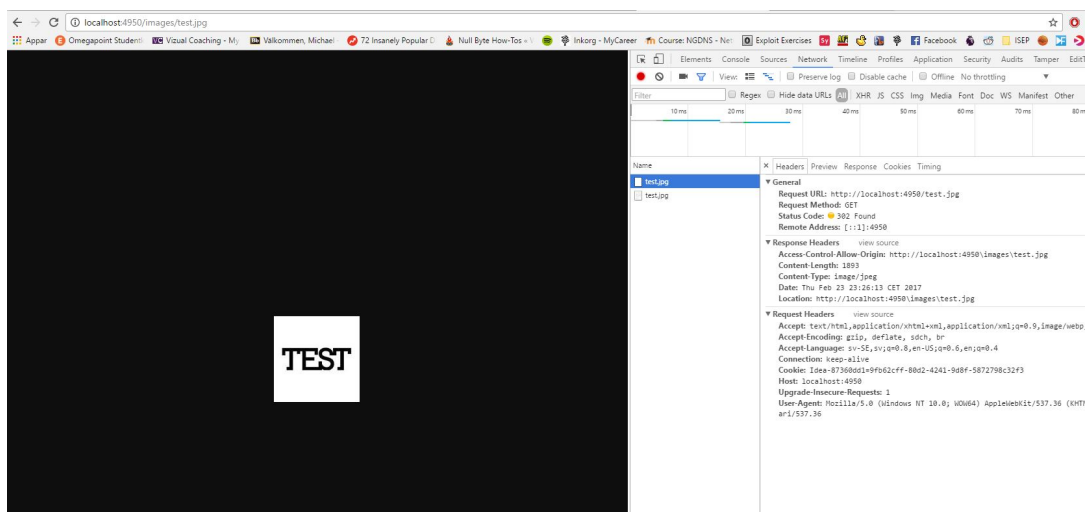 localhost:4950/images/test.jpg
Appar Omegapoint Studenti Vizual Coaching - My Välkommen, Michael 72 Insanely Popular D Null Byte How-Tos « Inkorg - MyCareer Course: NGDNS - Net Exploit Exercises Facebook ISEP
Elements Console Sources Network Timeline Profiles Application Security Audits Tamper EditT
View: Preserve log Disable cache Offline No throttling
Filter Regex Hide data URLs All XHR JS CSS Img Media Font Doc WS Manifest Other
10 ms 20 ms 30 ms 40 ms 50 ms 60 ms 70 ms 80 m
Name
test.jpg
test.jpg
× Headers Preview Response Cookies Timing
General
Request URL: http://localhost:4950/test.jpg
Request Method: GET
Status Code: 302 Found
Remote Address: [::1]:4950
Response Headers view source
Access-Control-Allow-Origin: http://localhost:4950\images\test.jpg
Content-Length: 1893
Content-Type: image/jpeg
Date: Thu Feb 23 23:26:13 CET 2017
Location: http://localhost:4950\images\test.jpg
Request Headers view source
Accept: text/html,application/xhtml+xml,application/xml;q=0.9,image/webp
Accept-Encoding: gzip, deflate, sdch, br
Accept-Language: sv-SE,sv;q=0.8,en-US;q=0.6,en;q=0.4
Connection: keep-alive
Cookie: Idea-87360dd1=9fb62cff-80d2-4241-9d8f-5872798c32f3
Host: localhost:4950
Upgrade-Insecure-Requests: 1
User-Agent: Mozilla/5.0 (Windows NT 10.0; WOW64) AppleWebKit/537.36 (KHTM
ari/537.36
TEST